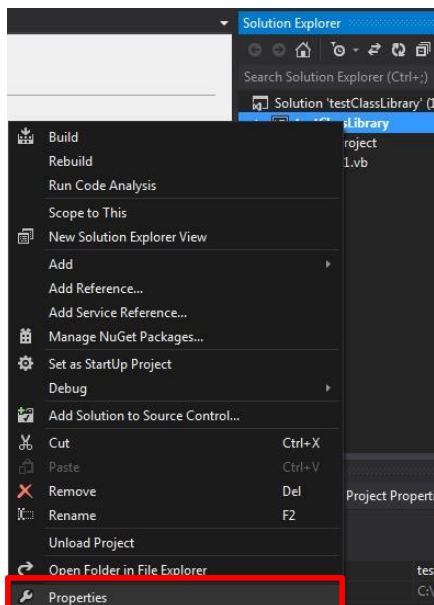 Solution Explorer
Search Solution Explorer (Ctrl+;)
Solution 'testClassLibrary' (1
Library
roject
1.vb
Build
Rebuild
Run Code Analysis
Scope to This
New Solution Explorer View
Add
Add Reference...
Add Service Reference...
Manage NuGet Packages...
Set as StartUp Project
Debug
Add Solution to Source Control...
Cut Ctrl+X
Paste Ctrl+V
Remove Del
Rename F2
Unload Project
Open Folder in File Explorer
Properties
Project Properti
tes
C:\